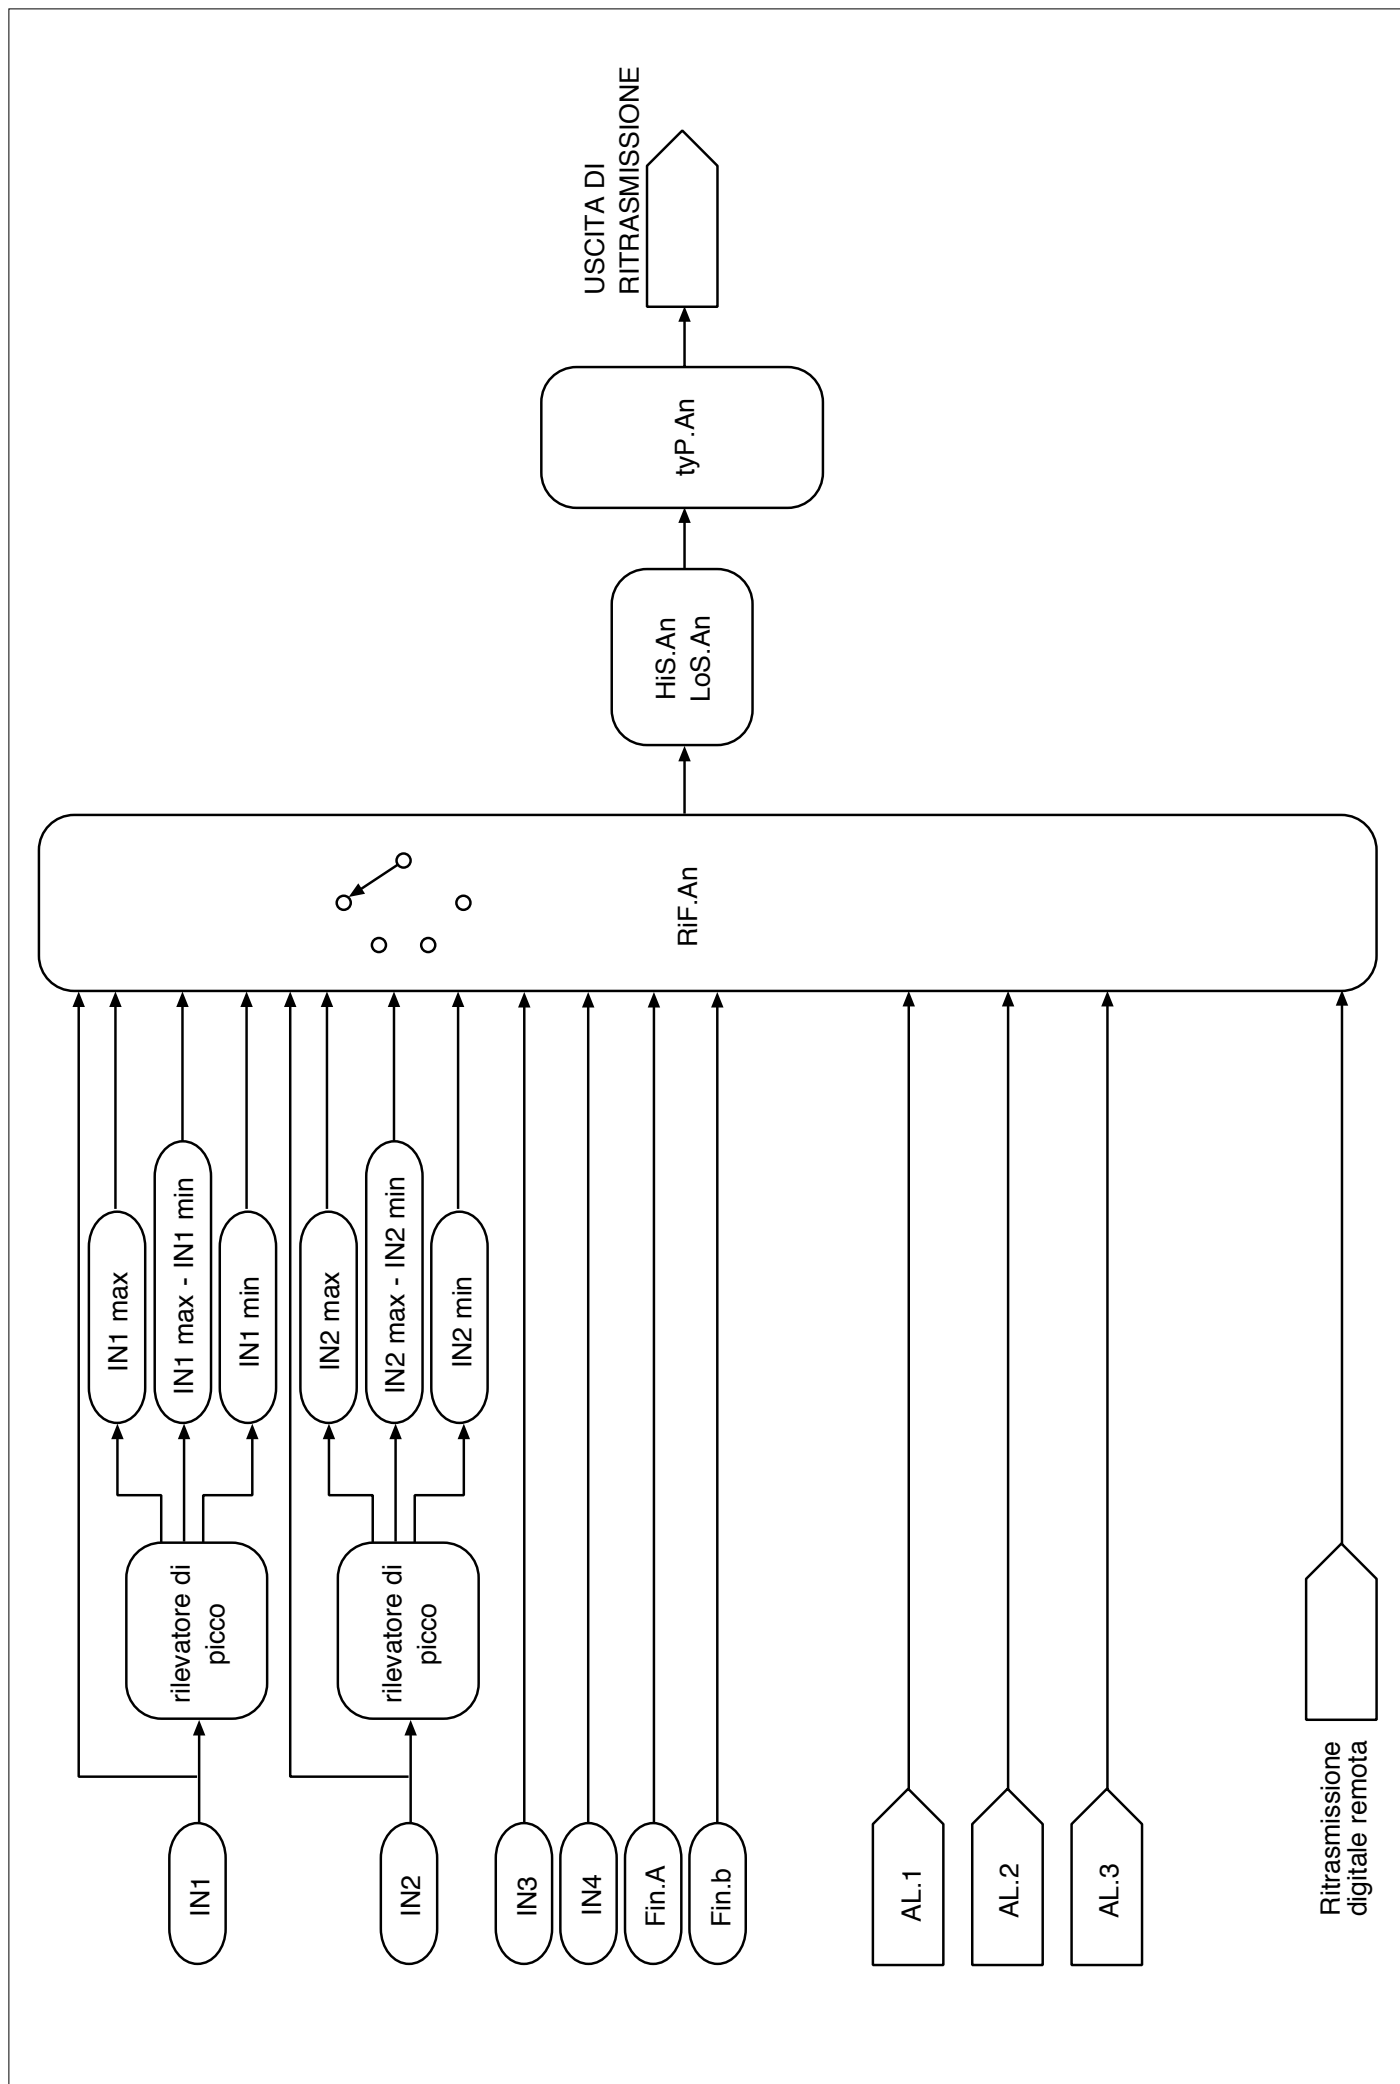 IN1
rilevatore di
picco
IN1 max
IN1 max - IN1 min
IN1 min
IN2
rilevatore di
picco
IN2 max
IN2 max - IN2 min
IN2 min
IN3
IN4
Fin.A
Fin.b
AL.1
AL.2
AL.3
Ritrasmissione
digitale remota
RiF.An
HiS.An
LoS.An
tyP.An
USCITA DI
RITRASMISSIONE